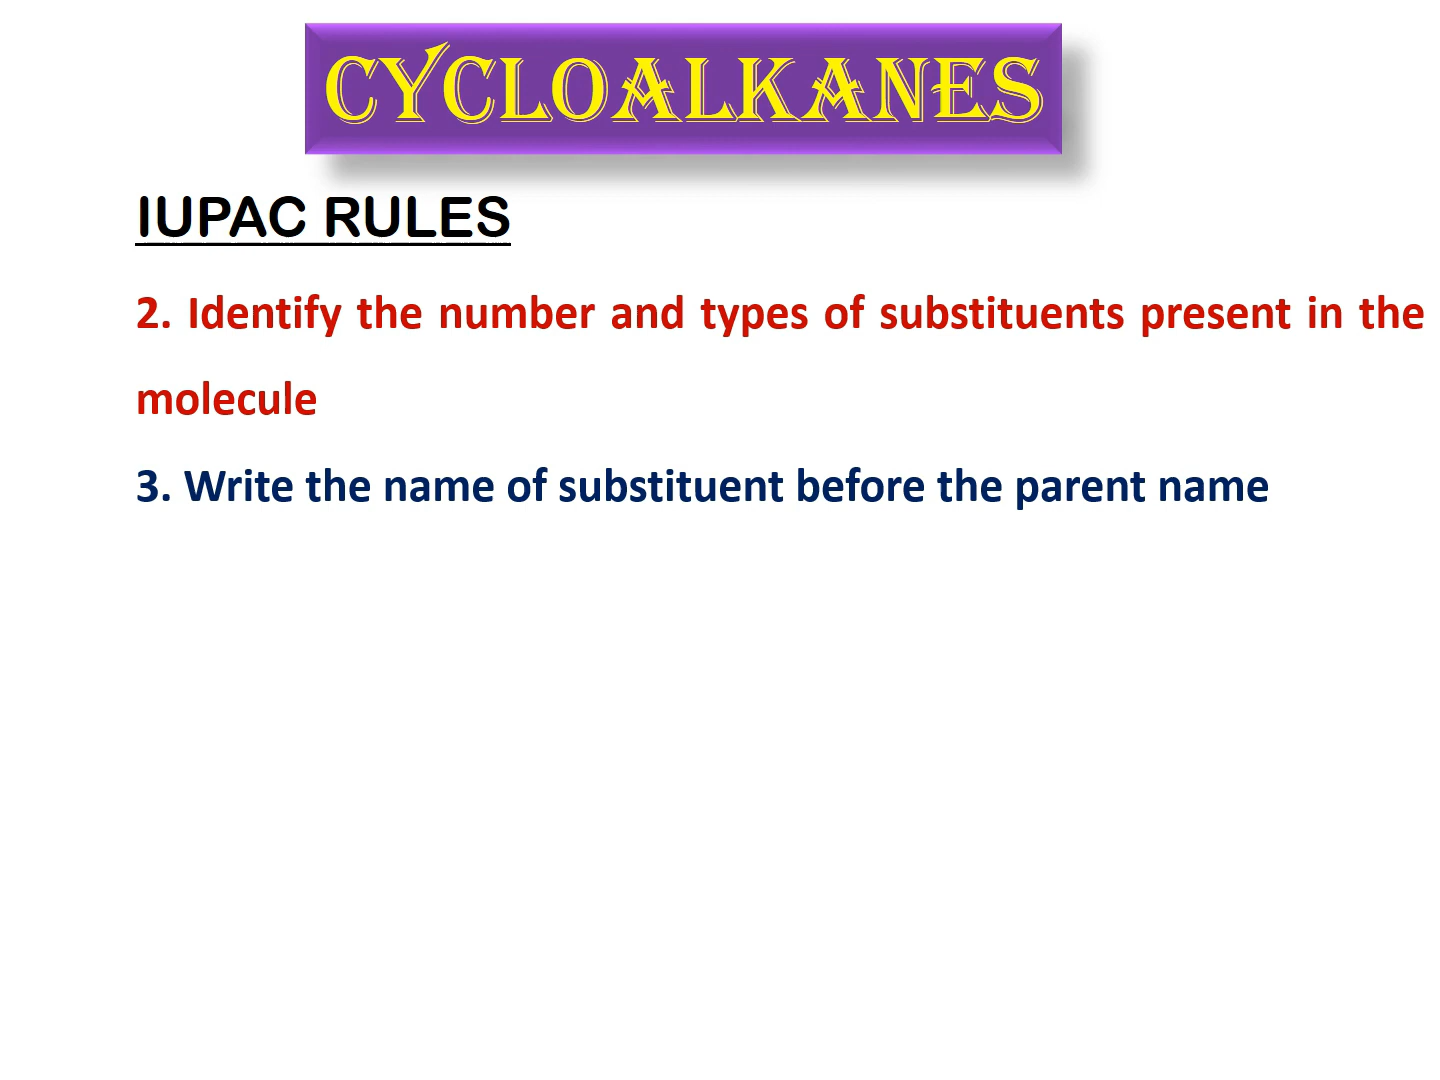 CYCLOALKANES
IUPAC RULES
2. Identify the number and types of substituents present in the
molecule
3. Write the name of substituent before the parent name